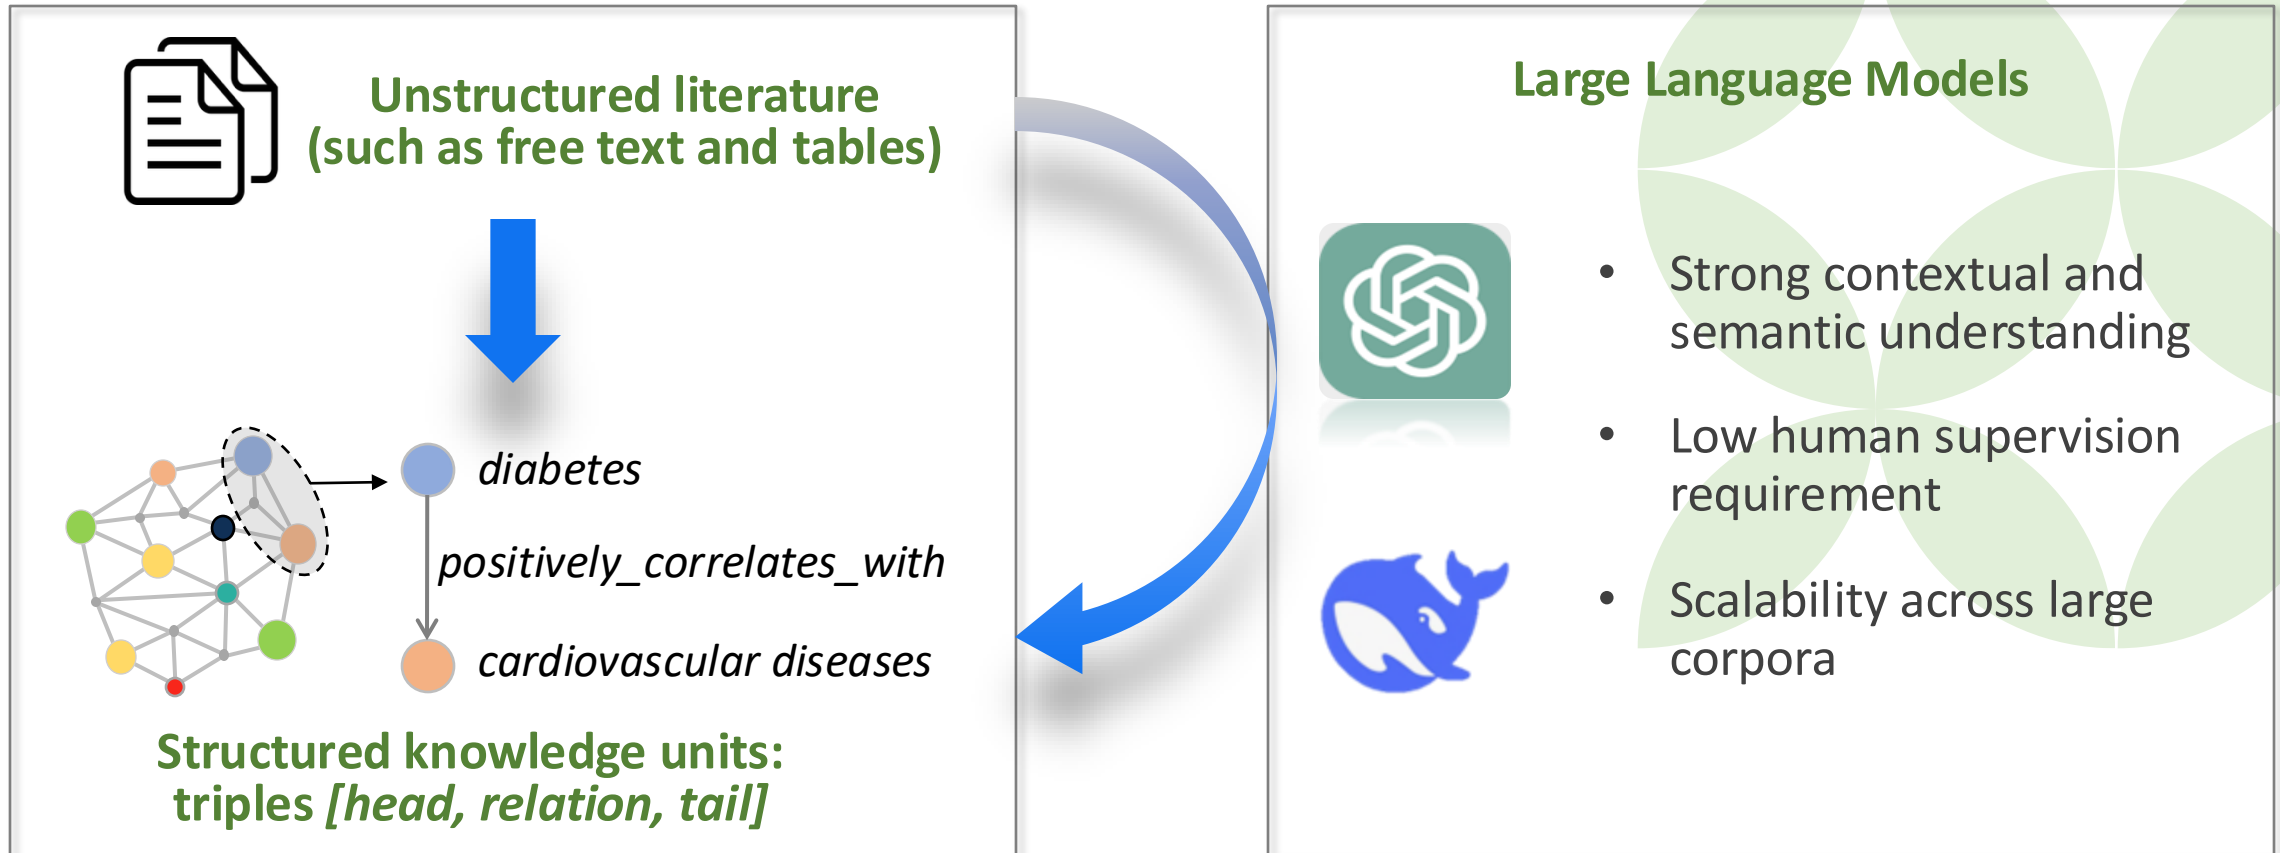 Unstructured literature
(such as free text and tables)
diabetes
positively_correlates_with
cardiovascular diseases
Structured knowledge units:
triples [head, relation, tail]
Large Language Models
• Strong contextual and
semantic understanding
• Low human supervision
requirement
• Scalability across large
corpora